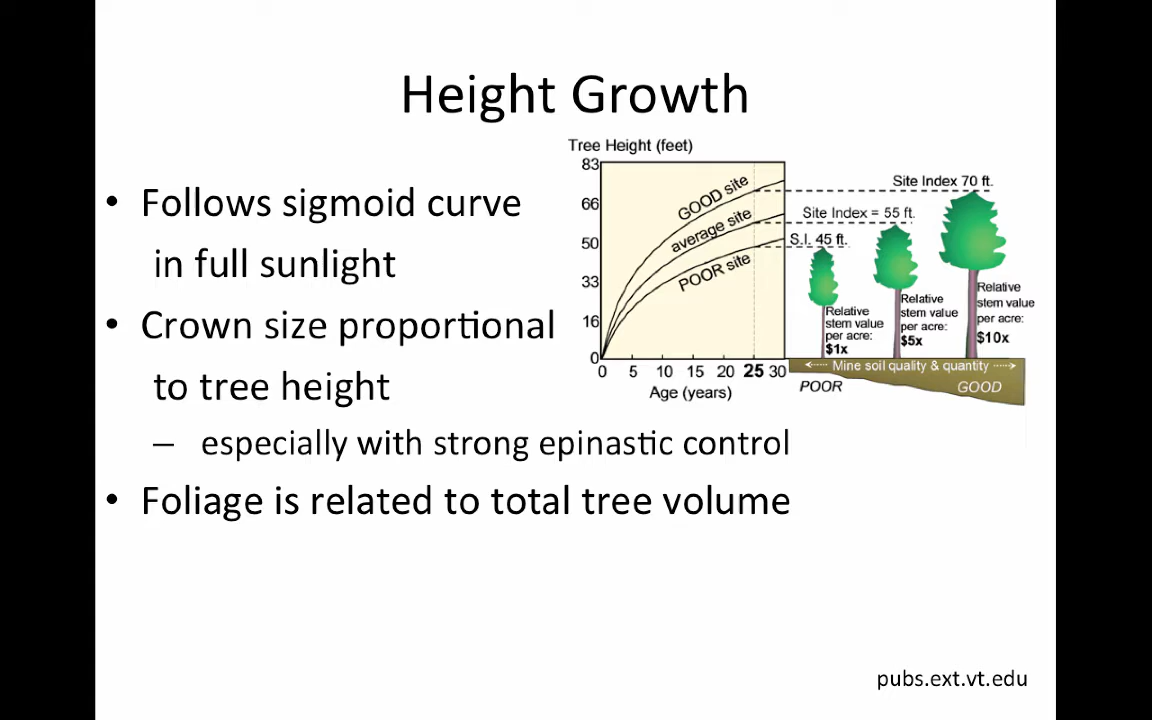 Height Growth
• Follows sigmoid curve
in full sunlight
• Crown size proportional
to tree height
– especially with strong epinastic control
• Foliage is related to total tree volume
Tree Height (feet)
83
66
50
33
16
0
0 5 10 15 20 25 30
Age (years)
GOOD site
average site
POOR site
Site Index 70 ft.
Site Index = 55 ft.
S.I. 45 ft.
Relative
stem value
per acre:
$1x
Relative
stem value
per acre:
$5x
Relative
stem value
per acre:
$10x
Mine soil quality & quantity
POOR
GOOD
pubs.ext.vt.edu